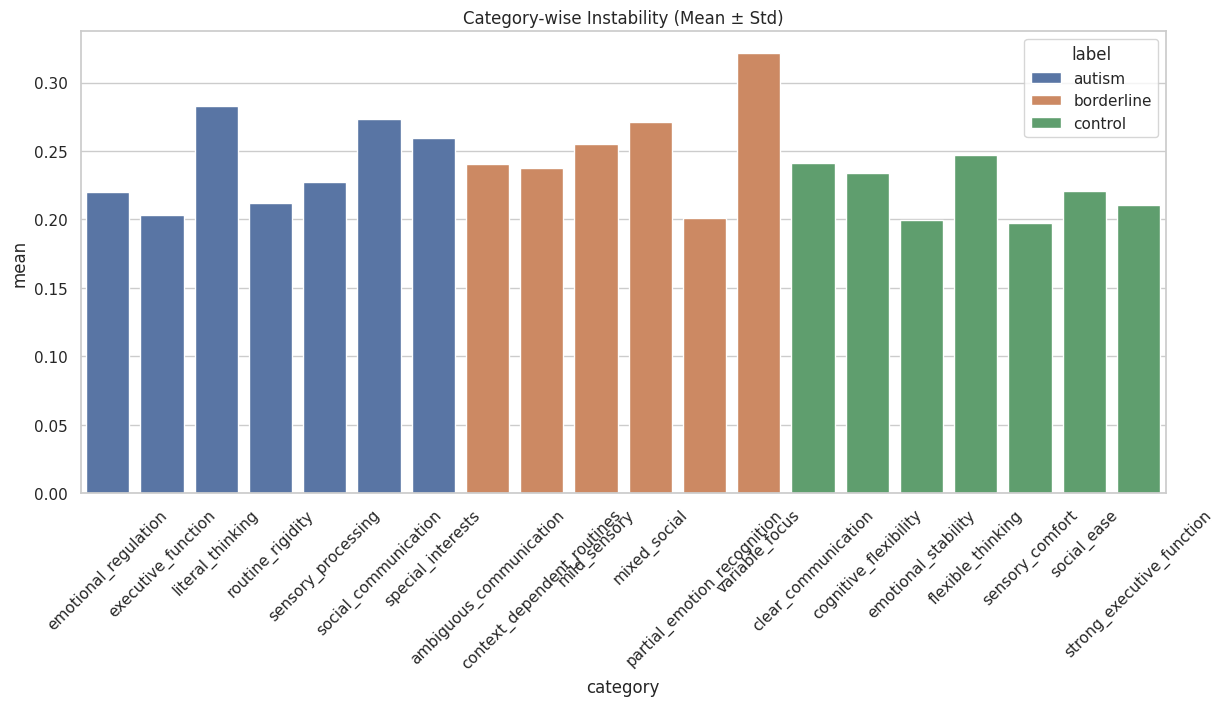 Category-wise Instability (Mean ± Std)
label
autism
borderline
control
mean
0.30
0.25
0.20
0.15
0.10
0.05
0.00
emotional_regulation
executive_function
literal_thinking
routine_rigidity
sensory_processing
social_communication
special_interests
ambiguous_communication
context_dependent_routines
mild_sensory
mixed_social
partial_emotion_recognition
variable_focus
clear_communication
cognitive_flexibility
emotional_stability
flexible_thinking
sensory_comfort
social_ease
strong_executive_function
category